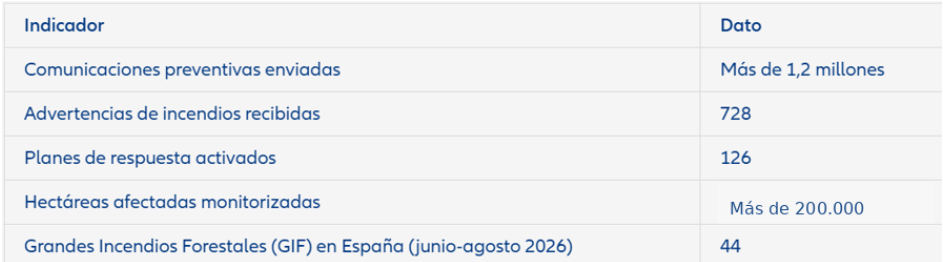 Indicador Dato
Comunicaciones preventivas enviadas Más de 1,2 millones
Advertencias de incendios recibidas 728
Planes de respuesta activados 126
Hectáreas afectadas monitorizadas Más de 200.000
Grandes Incendios Forestales (GIF) en España (junio-agosto 2026) 44